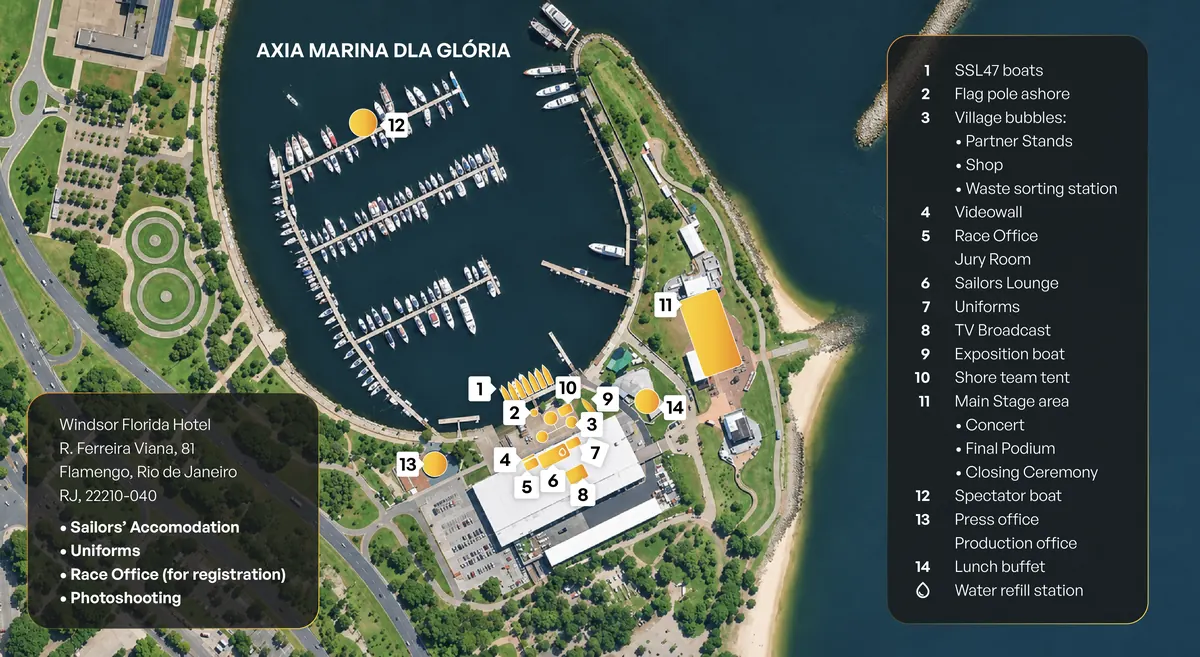 AXIA MARINA DLA GLÓRIA
12
11
1
10
9
2
14
3
7
4
13
5
6
8
Windsor Florida Hotel
R. Ferreira Viana, 81
Flamengo, Rio de Janeiro
RJ, 22210-040
• Sailors’ Accomodation
• Uniforms
• Race Office (for registration)
• Photoshooting
1 SSL47 boats
2 Flag pole ashore
3 Village bubbles:
• Partner Stands
• Shop
• Waste sorting station
4 Videowall
5 Race Office
Jury Room
6 Sailors Lounge
7 Uniforms
8 TV Broadcast
9 Exposition boat
10 Shore team tent
11 Main Stage area
• Concert
• Final Podium
• Closing Ceremony
12 Spectator boat
13 Press office
Production office
14 Lunch buffet
Water refill station